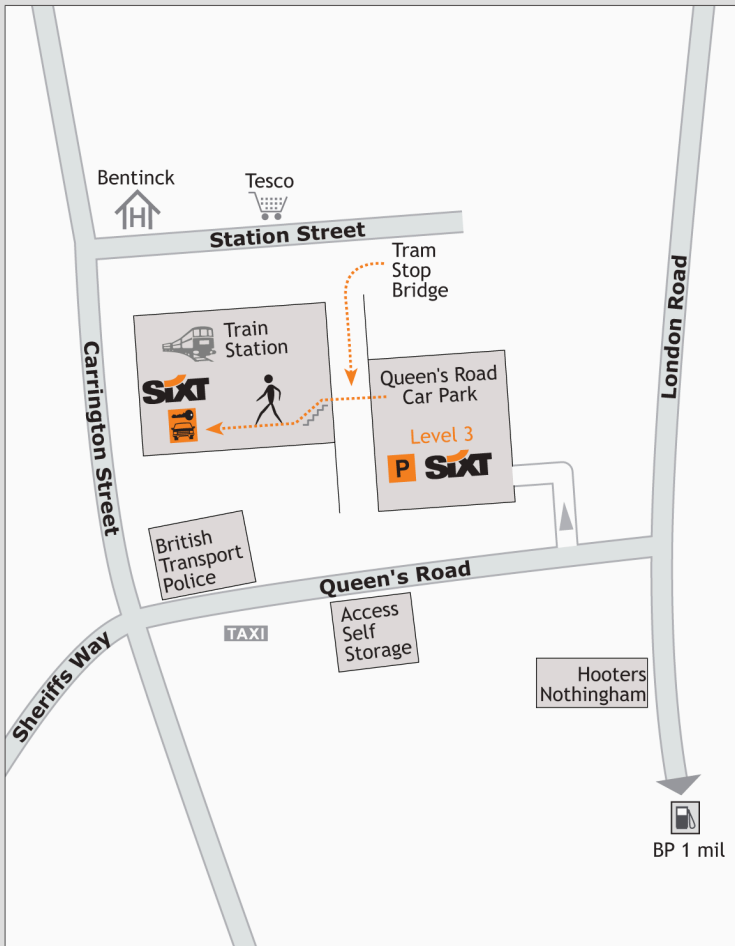 Bentinck
H
Tesco
Station Street
Tram
Stop
Bridge
London Road
Carrington Street
Train
Station
SIXT
Queen's Road
Car Park
Level 3
P SIXT
British
Transport
Police
Queen's Road
TAXI
Access
Self
Storage
Sheriffs Way
Hooters
Nothingham
BP 1 mil